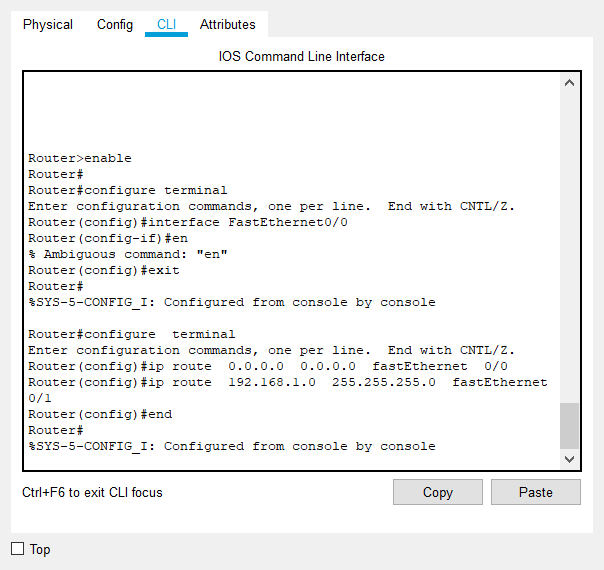 Physical Config CLI Attributes
IOS Command Line Interface
Router>enable
Router#
Router#configure terminal
Enter configuration commands, one per line.  End with CNTL/Z.
Router(config)#interface FastEthernet0/0
Router(config-if)#en
% Ambiguous command: "en"
Router(config)#exit
Router#
%SYS-5-CONFIG_I: Configured from console by console
Router#configure  terminal
Enter configuration commands, one per line.  End with CNTL/Z.
Router(config)#ip route  0.0.0.0  0.0.0.0  fastEthernet  0/0
Router(config)#ip route  192.168.1.0  255.255.255.0  fastEthernet
0/1
Router(config)#end
Router#
%SYS-5-CONFIG_I: Configured from console by console
Ctrl+F6 to exit CLI focus Copy Paste
Top